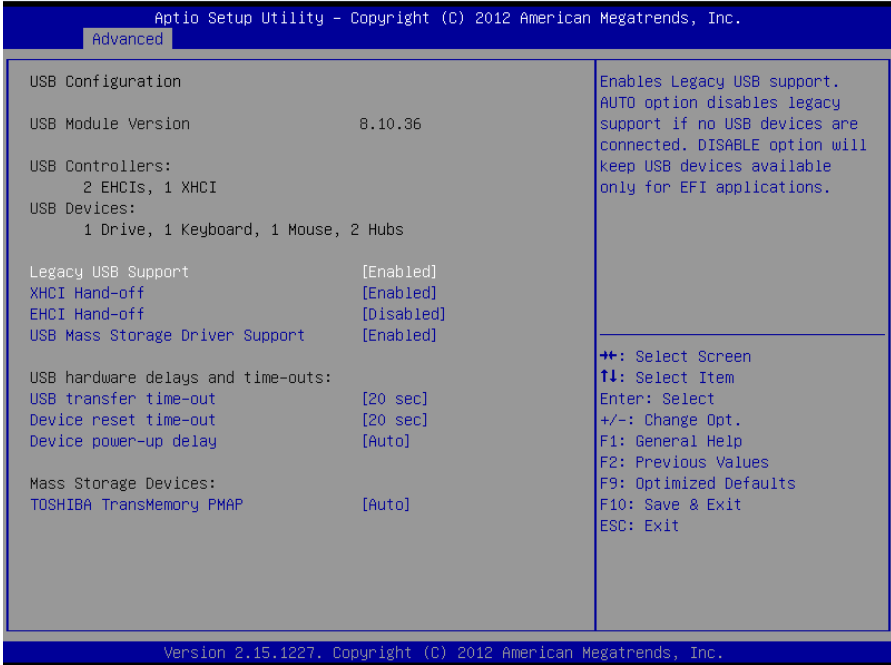 Aptio Setup Utility – Copyright (C) 2012 American Megatrends, Inc.
Advanced
USB Configuration
USB Module Version 8.10.36
USB Controllers:
2 EHCIs, 1 XHCI
USB Devices:
1 Drive, 1 Keyboard, 1 Mouse, 2 Hubs
Legacy USB Support [Enabled]
XHCI Hand-off [Enabled]
EHCI Hand-off [Disabled]
USB Mass Storage Driver Support [Enabled]
USB hardware delays and time-outs:
USB transfer time-out [20 sec]
Device reset time-out [20 sec]
Device power-up delay [Auto]
Mass Storage Devices:
TOSHIBA TransMemory PMAP [Auto]
Enables Legacy USB support.
AUTO option disables legacy
support if no USB devices are
connected. DISABLE option will
keep USB devices available
only for EFI applications.
→←: Select Screen
↑↓: Select Item
Enter: Select
+/-: Change Opt.
F1: General Help
F2: Previous Values
F9: Optimized Defaults
F10: Save & Exit
ESC: Exit
Version 2.15.1227. Copyright (C) 2012 American Megatrends, Inc.